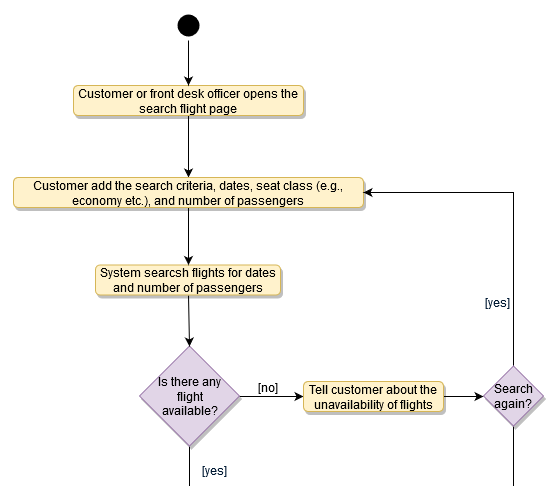 Customer or front desk officer opens the
search flight page
Customer add the search criteria, dates, seat class (e.g.,
economy etc.), and number of passengers
System searcsh flights for dates
and number of passengers
[yes]
Is there any
flight
available?
[no]
Tell customer about the
unavailability of flights
Search
again?
[yes]